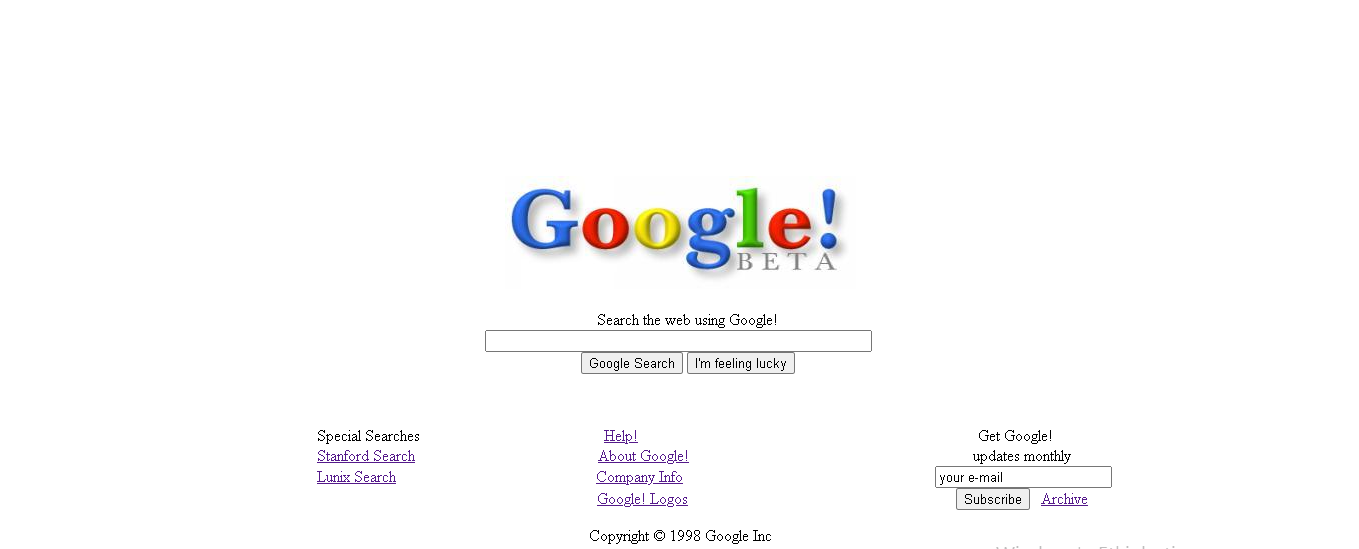 Google!
BETA
Search the web using Google!
Google Search I'm feeling lucky
Special Searches
Stanford Search
Lunix Search
Help!
About Google!
Company Info
Google! Logos
Get Google!
updates monthly
your e-mail
Subscribe Archive
Copyright © 1998 Google Inc